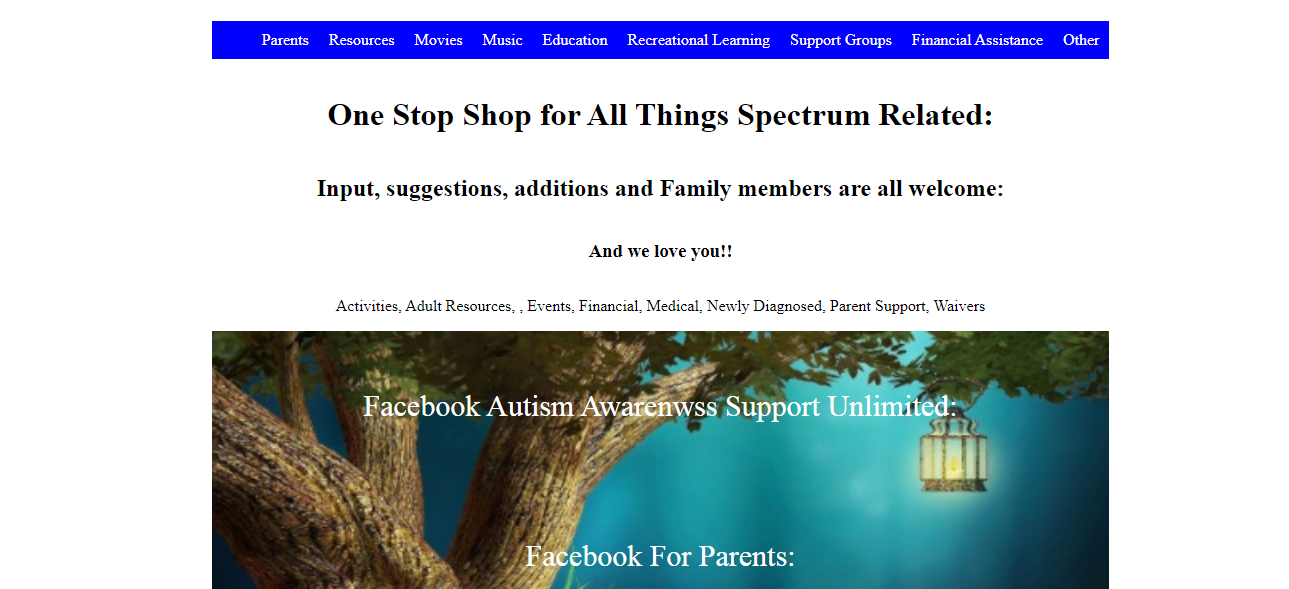 Parents Resources Movies Music Education Recreational Learning Support Groups Financial Assistance Other
One Stop Shop for All Things Spectrum Related:
Input, suggestions, additions and Family members are all welcome:
And we love you!!
Activities, Adult Resources, , Events, Financial, Medical, Newly Diagnosed, Parent Support, Waivers
Facebook Autism Awarenwss Support Unlimited:
Facebook For Parents: